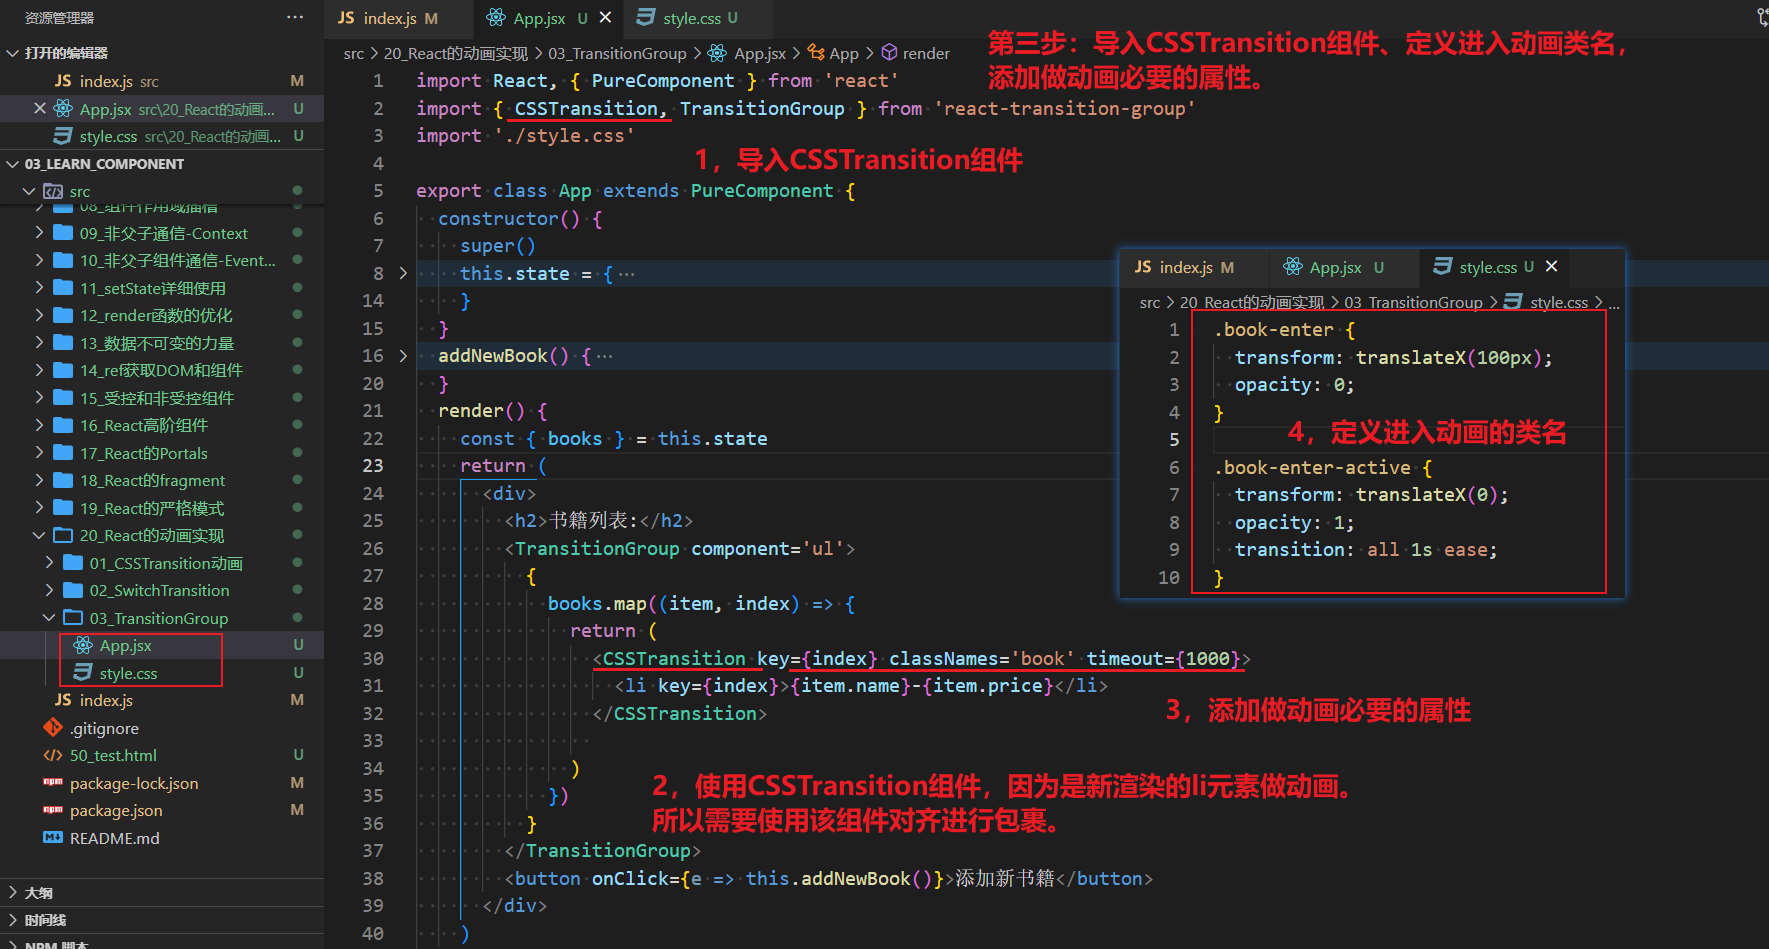 资源管理器
打开的编辑器
JS index.js src M
App.jsx src\20_React的动画... U
style.css src\20_React的动画... U
03_LEARN_COMPONENT
src
08_组件作用域插槽
09_非父子通信-Context
10_非父子组件通信-Event...
11_setState详细使用
12_render函数的优化
13_数据不可变的力量
14_ref获取DOM和组件
15_受控和非受控组件
16_React高阶组件
17_React的Portals
18_React的fragment
19_React的严格模式
20_React的动画实现
01_CSSTransition动画
02_SwitchTransition
03_TransitionGroup
App.jsx U
style.css U
JS index.js M
.gitignore
50_test.html U
package-lock.json M
package.json M
README.md
大纲
时间线
NPM 脚本
JS index.js M App.jsx U style.css U
src > 20_React的动画实现 > 03_TransitionGroup > App.jsx > App > render
第三步：导入CSSTransition组件、定义进入动画类名，
添加做动画必要的属性。
1 import React, { PureComponent } from 'react'
2 import { CSSTransition, TransitionGroup } from 'react-transition-group'
3 import './style.css'
4
1，导入CSSTransition组件
5 export class App extends PureComponent {
6 constructor() {
7 super()
8 this.state = { ...
14 }
15 }
16 addNewBook() { ...
20 }
21 render() {
22 const { books } = this.state
23 return (
24 <div>
25 <h2>书籍列表:</h2>
26 <TransitionGroup component='ul'>
27 {
28 books.map((item, index) => {
29 return (
30 <CSSTransition key={index} classNames='book' timeout={1000}>
31 <li key={index}>{item.name}-{item.price}</li>
32 </CSSTransition>
33
3，添加做动画必要的属性
34 )
35 })
36 }
2，使用CSSTransition组件，因为是新渲染的li元素做动画。
所以需要使用该组件对齐进行包裹。
37 </TransitionGroup>
38 <button onClick={e => this.addNewBook()}>添加新书籍</button>
39 </div>
40 )
JS index.js M App.jsx U style.css U
src > 20_React的动画实现 > 03_TransitionGroup > style.css > ...
1 .book-enter {
2 transform: translateX(100px);
3 opacity: 0;
4 }
5
4，定义进入动画的类名
6 .book-enter-active {
7 transform: translateX(0);
8 opacity: 1;
9 transition: all 1s ease;
10 }